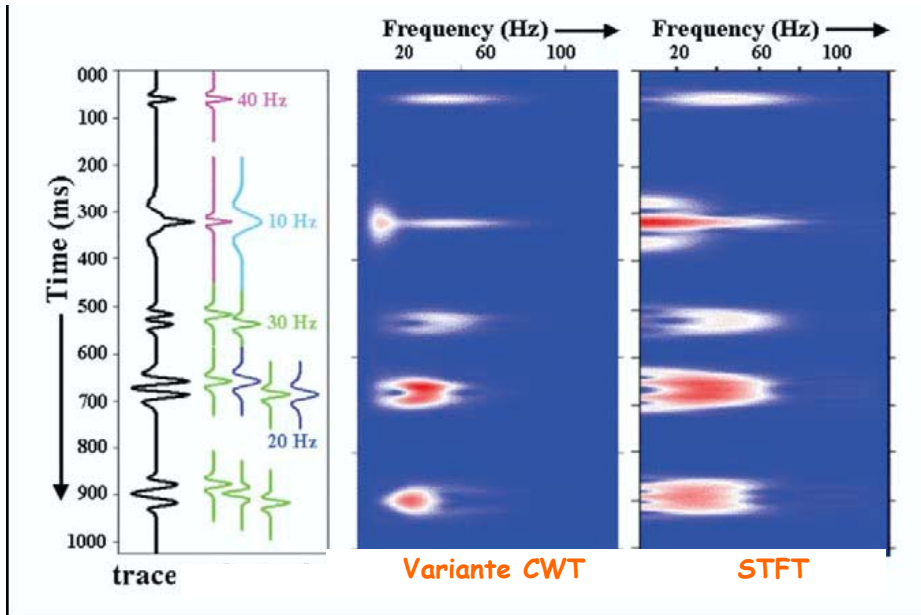 Frequency (Hz)
20 60 100
Frequency (Hz)
20 60 100
Time (ms)
000
100
200
300
400
500
600
700
800
900
1000
40 Hz
10 Hz
30 Hz
20 Hz
trace
Variante CWT
STFT